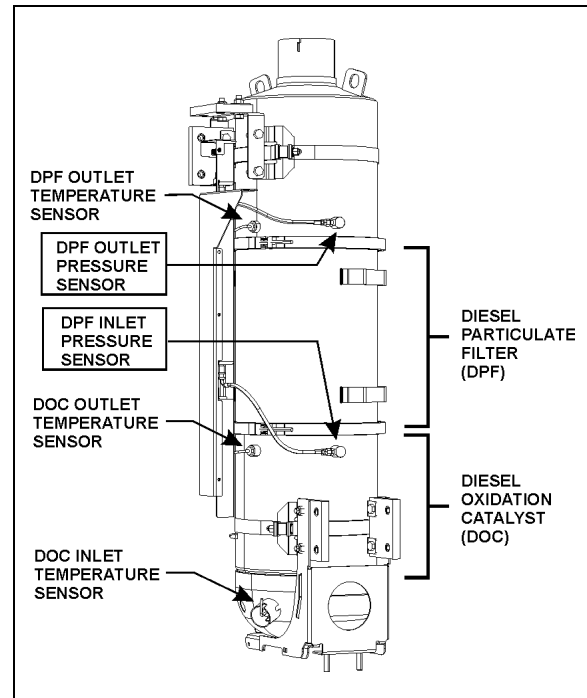 DPF OUTLET
TEMPERATURE
SENSOR
DPF OUTLET
PRESSURE
SENSOR
DPF INLET
PRESSURE
SENSOR
DOC OUTLET
TEMPERATURE
SENSOR
DOC INLET
TEMPERATURE
SENSOR
DIESEL
PARTICULATE
FILTER
(DPF)
DIESEL
OXIDATION
CATALYST
(DOC)